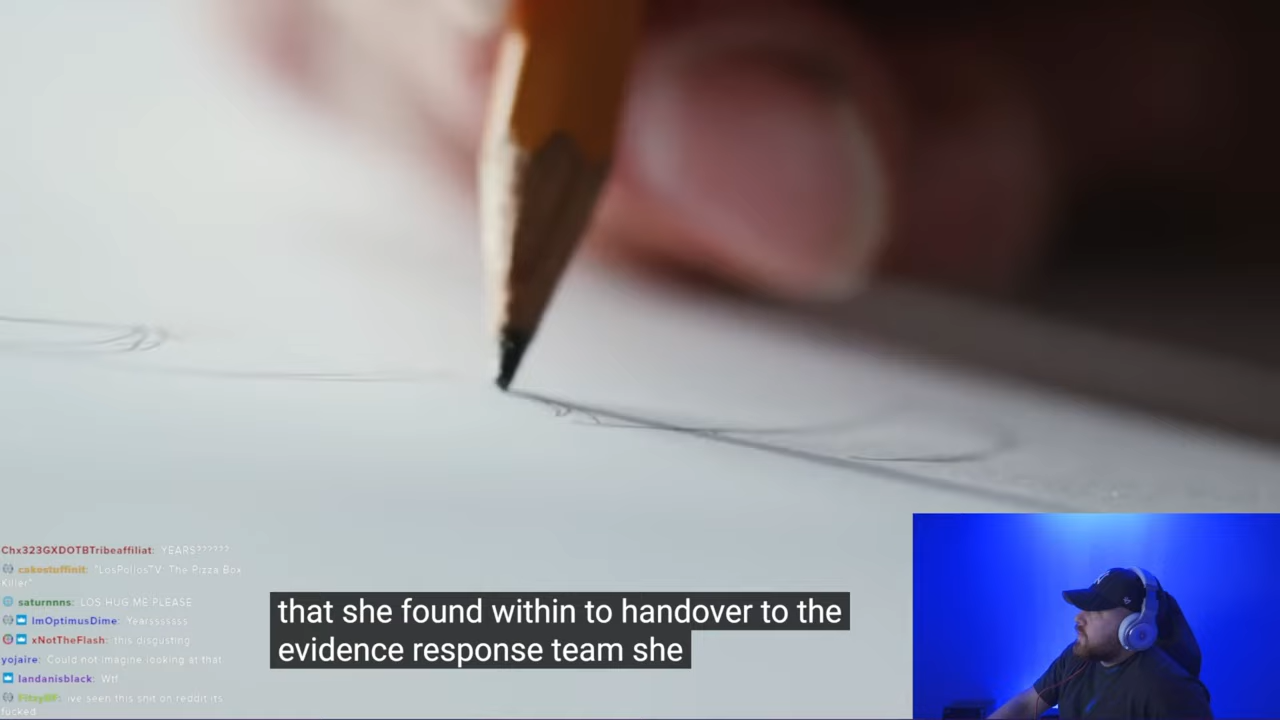 Chx323GXDOTBTribeaffiliat: YEARS??????
cakestuffinit: "LosPollosTV: The Pizza Box
Killer"
saturnnns: LOS HUG ME PLEASE
ImOptimusDime: Yearsssssss
xNotTheFlash: this disgusting
yojaire: Could not imagine looking at that
landanisblack: Wtf
ive seen this shit on reddit its
fucked
that she found within to handover to the
evidence response team she